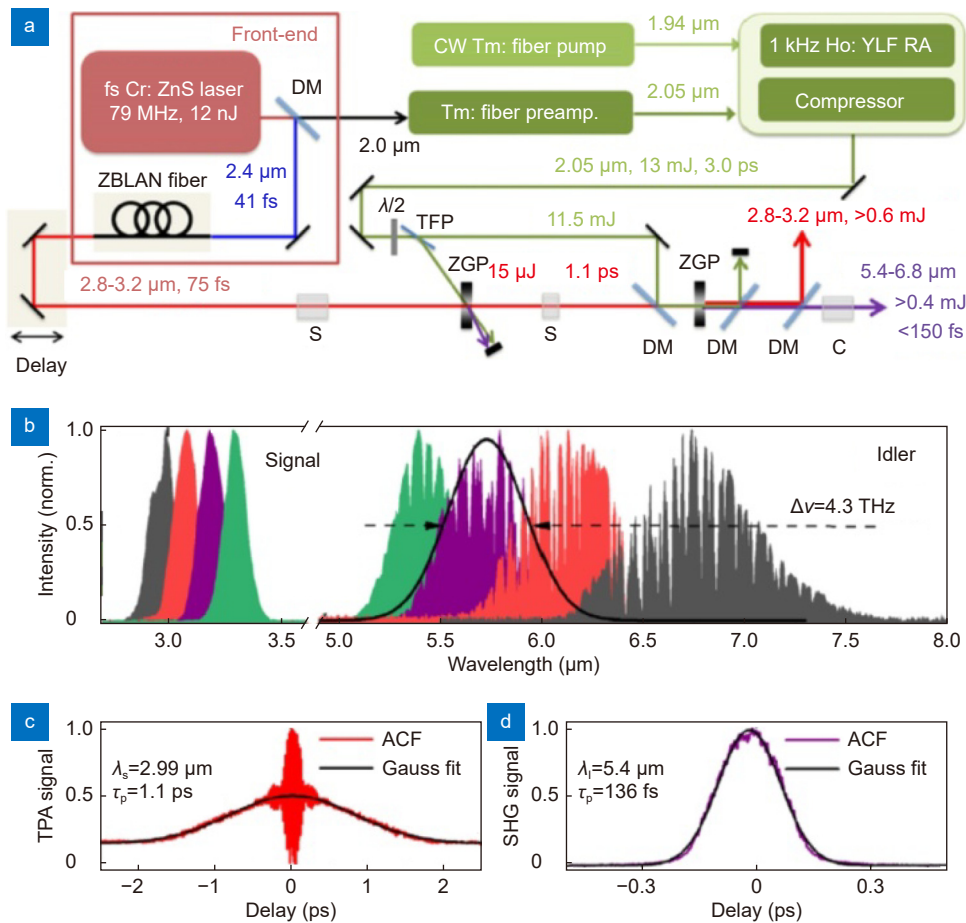 a
Front-end
fs Cr: ZnS laser
79 MHz, 12 nJ
DM
CW Tm: fiber pump
1.94 μm
1 kHz Ho: YLF RA
Tm: fiber preamp.
2.05 μm
Compressor
2.0 μm
ZBLAN fiber
2.4 μm
41 fs
2.05 μm, 13 mJ, 3.0 ps
λ/2
TFP
11.5 mJ
2.8-3.2 μm, >0.6 mJ
2.8-3.2 μm, 75 fs
ZGP
15 μJ
1.1 ps
ZGP
5.4-6.8 μm
>0.4 mJ
<150 fs
S
S
DM
DM
DM
C
Delay
b
Intensity (norm.)
1.0
0.5
0
Signal
Idler
Δν=4.3 THz
3.0
3.5
4.9
5.5
6.0
6.5
7.0
7.5
8.0
Wavelength (μm)
c
TPA signal
1.0
0.5
0
ACF
Gauss fit
λs=2.99 μm
τp=1.1 ps
−2
−1
0
1
2
Delay (ps)
d
SHG signal
1.0
0.5
0
ACF
Gauss fit
λI=5.4 μm
τp=136 fs
−0.3
0
0.3
Delay (ps)